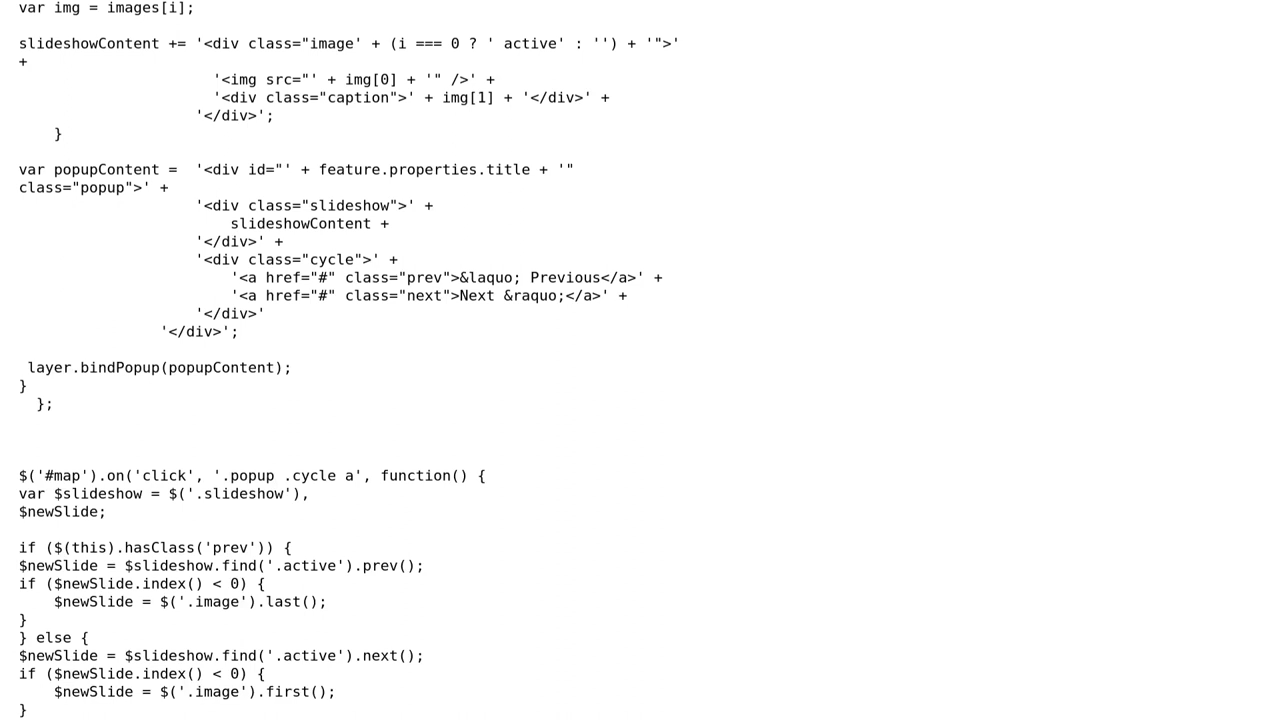 var img = images[i];
slideshowContent += '<div class="image' + (i === 0 ? ' active' : '') + '">'
+
'<img src="' + img[0] + '" />' +
'<div class="caption">' + img[1] + '</div>' +
'</div>';
}
var popupContent =  '<div id="' + feature.properties.title + '"
class="popup">' +
'<div class="slideshow">' +
slideshowContent +
'</div>' +
'<div class="cycle">' +
'<a href="#" class="prev">&laquo; Previous</a>' +
'<a href="#" class="next">Next &raquo;</a>' +
'</div>'
'</div>';
layer.bindPopup(popupContent);
}
};
$('#map').on('click', '.popup .cycle a', function() {
var $slideshow = $('.slideshow'),
$newSlide;
if ($(this).hasClass('prev')) {
$newSlide = $slideshow.find('.active').prev();
if ($newSlide.index() < 0) {
$newSlide = $('.image').last();
}
} else {
$newSlide = $slideshow.find('.active').next();
if ($newSlide.index() < 0) {
$newSlide = $('.image').first();
}